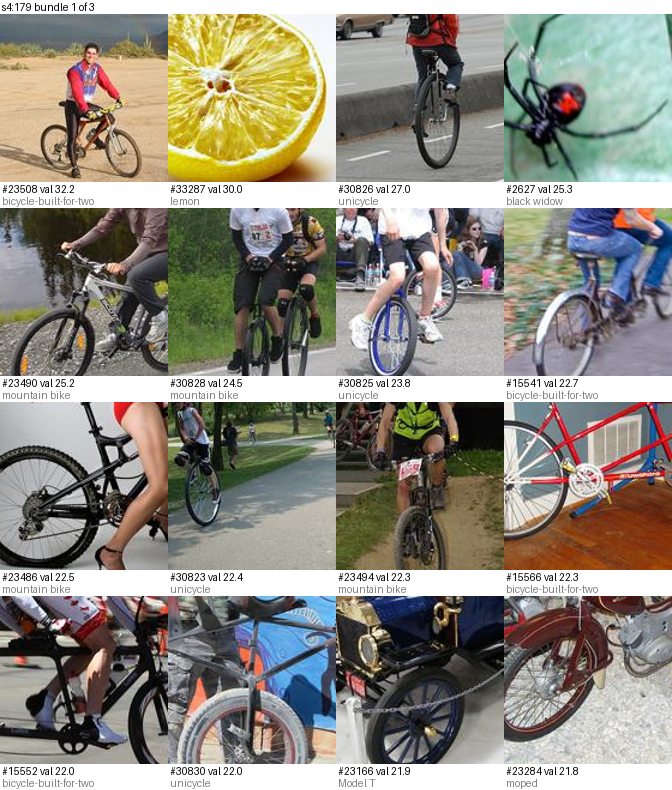 s4:179 bundle 1 of 3
#23508 val 32.2
bicycle-built-for-two
#33287 val 30.0
lemon
#30826 val 27.0
unicycle
#2627 val 25.3
black widow
#23490 val 25.2
mountain bike
#30828 val 24.5
mountain bike
#30825 val 23.8
unicycle
#15541 val 22.7
bicycle-built-for-two
#23486 val 22.5
mountain bike
#30823 val 22.4
unicycle
#23494 val 22.3
mountain bike
#15566 val 22.3
bicycle-built-for-two
#15552 val 22.0
bicycle-built-for-two
#30830 val 22.0
unicycle
#23166 val 21.9
Model T
#23284 val 21.8
moped